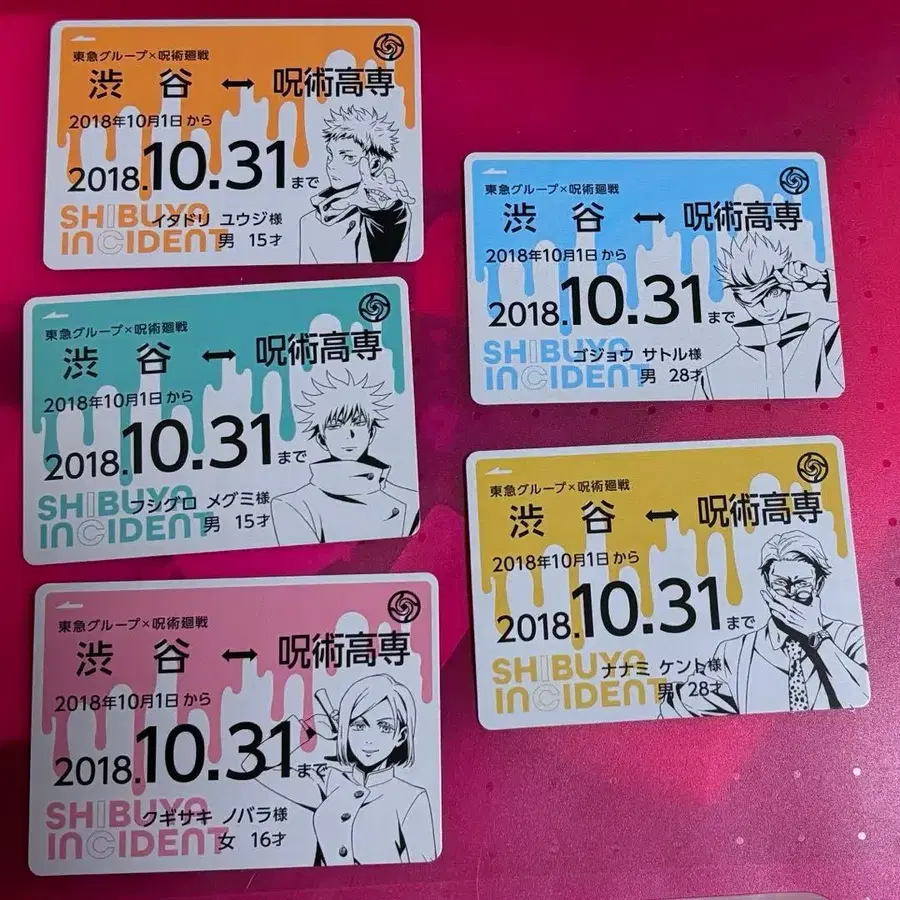 東急グループ×呪術廻戦
渋谷 ↔ 呪術高専
2018年10月1日から
2018.10.31まで
SHIBUYA
イタドリ ユウジ様
INCIDENT
男 15才
東急グループ×呪術廻戦
渋谷 ↔ 呪術高専
2018年10月1日から
2018.10.31まで
SHIBUYA
フシグロ メグミ様
INCIDENT
男 15才
東急グループ×呪術廻戦
渋谷 ↔ 呪術高専
2018年10月1日から
2018.10.31まで
SHIBUYA
クギサキ ノバラ様
INCIDENT
女 16才
東急グループ×呪術廻戦
渋谷 ↔ 呪術高専
2018年10月1日から
2018.10.31まで
SHIBUYA
ゴジョウ サトル様
INCIDENT
男 28才
東急グループ×呪術廻戦
渋谷 ↔ 呪術高専
2018年10月1日から
2018.10.31まで
SHIBUYA
ナナミ ケント様
INCIDENT
男 28才